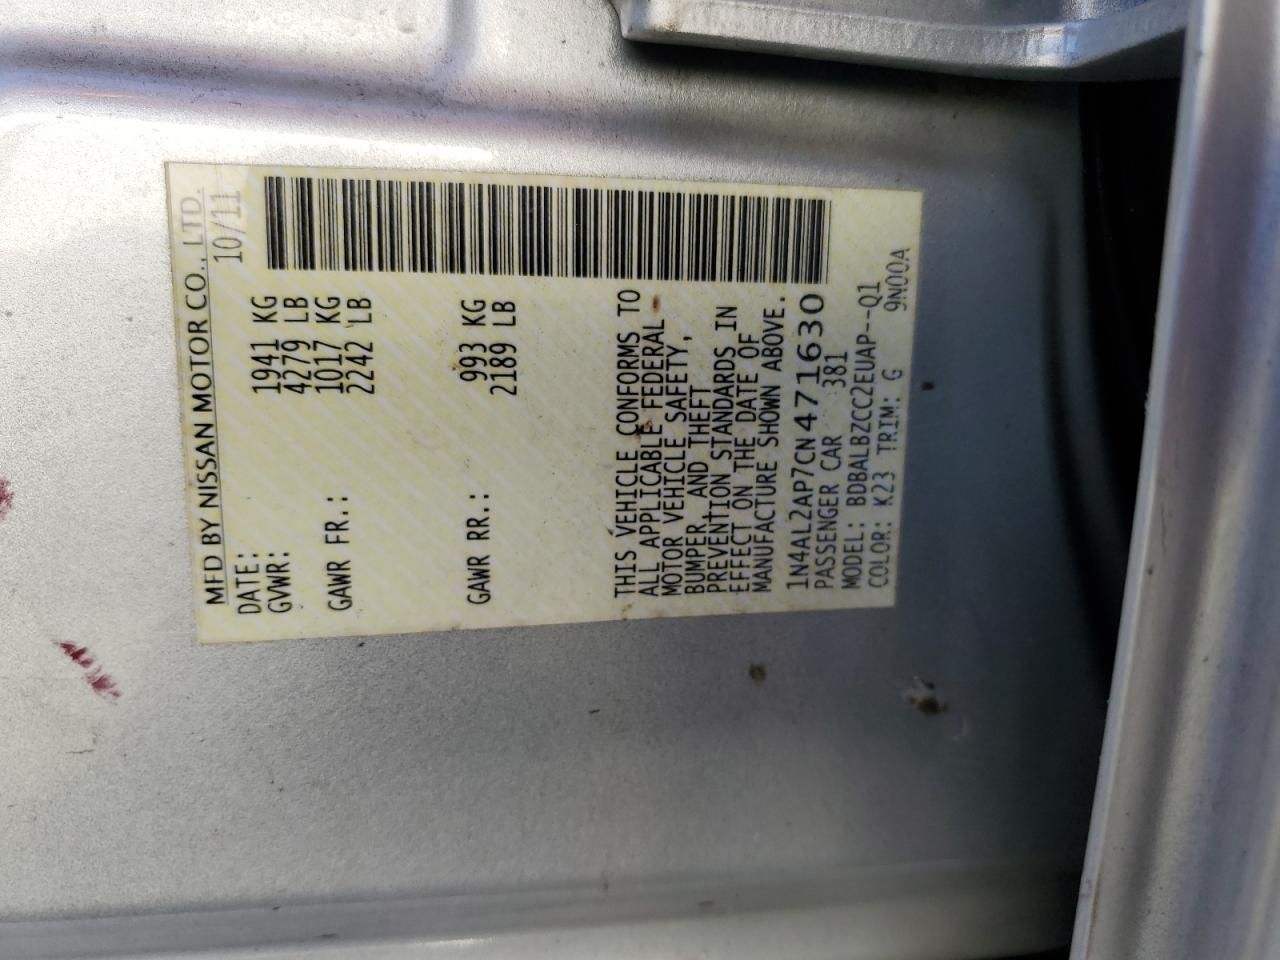 MFD BY NISSAN MOTOR CO., LTD.
DATE: 10/11
GVWR: 1941 KG
4279 LB
GAWR FR.: 1017 KG
2242 LB
GAWR RR.: 993 KG
2189 LB
THIS VEHICLE CONFORMS TO
ALL APPLICABLE FEDERAL
MOTOR VEHICLE SAFETY,
BUMPER, AND THEFT
PREVENTION STANDARDS IN
EFFECT ON THE DATE OF
MANUFACTURE SHOWN ABOVE.
1N4AL2AP7CN471630
PASSENGER CAR 381
MODEL: BDBALBZCC2EUAP--Q1
COLOR: K23 TRIM: G 9N00A